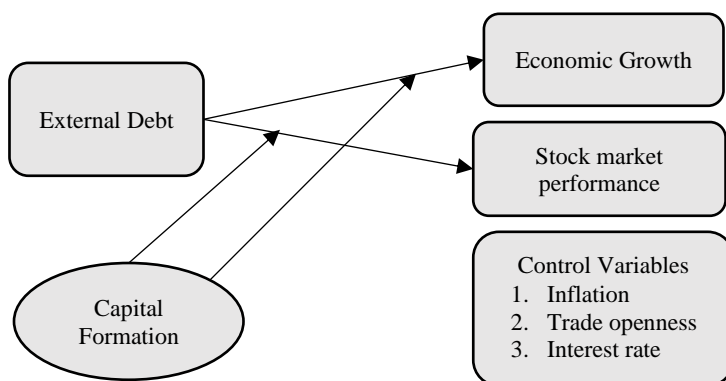 Economic Growth
External Debt
Stock market
performance
Capital
Formation
Control Variables
1. Inflation
2. Trade openness
3. Interest rate